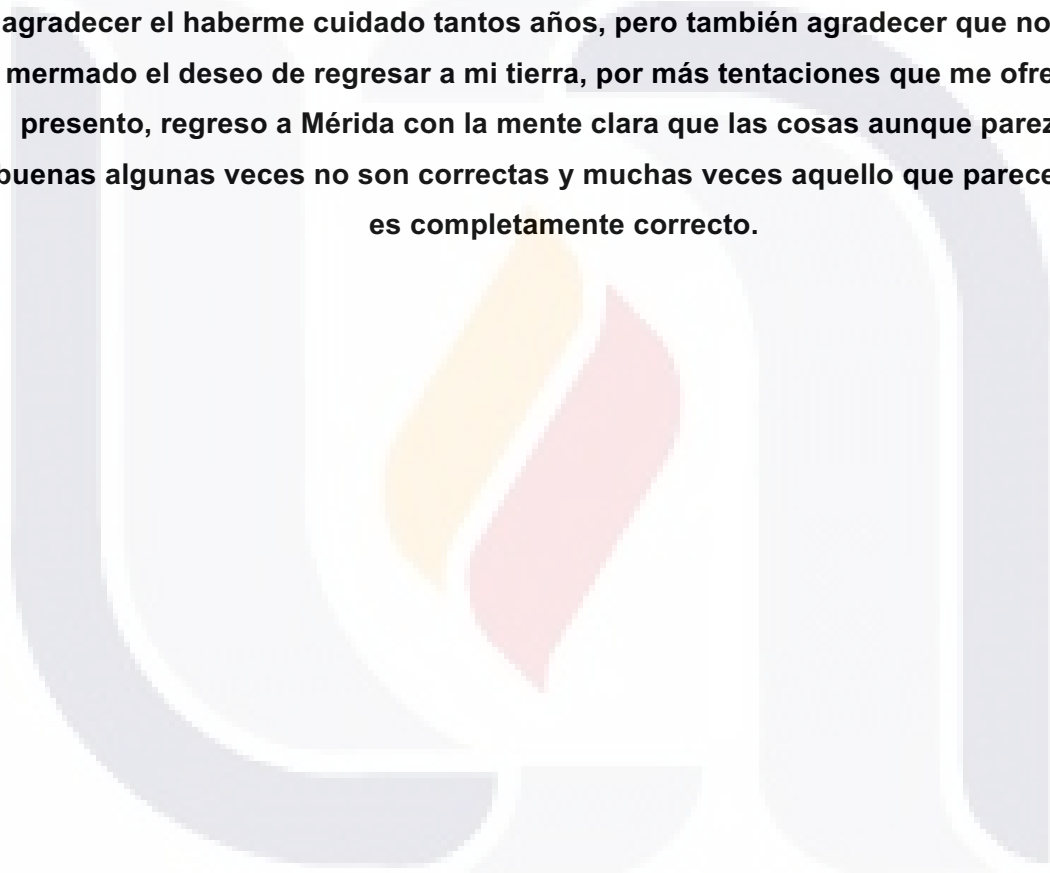 agradecer el haberme cuidado tantos años, pero también agradecer que no
mermado el deseo de regresar a mi tierra, por más tentaciones que me ofre
presento, regreso a Mérida con la mente clara que las cosas aunque parez
buenas algunas veces no son correctas y muchas veces aquello que parece
es completamente correcto.